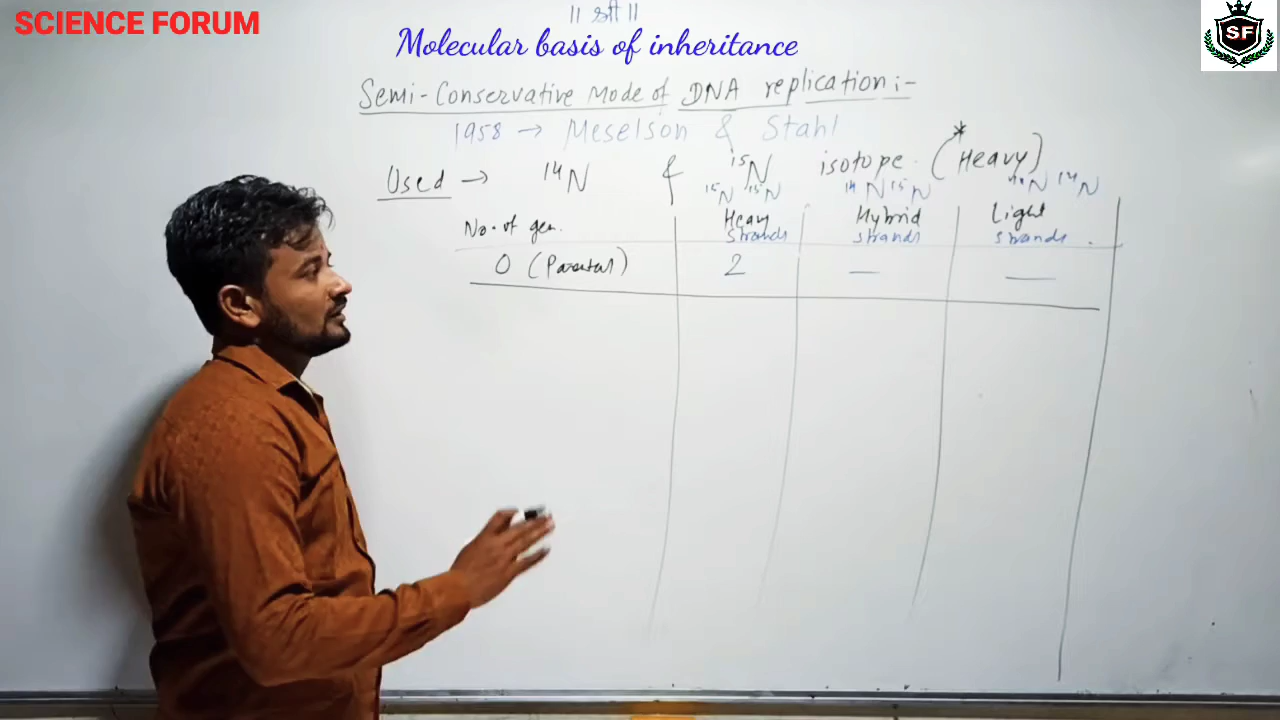 SCIENCE FORUM
|| श्री ||
SF
Molecular basis of inheritance
Semi-Conservative Mode of DNA replication :-
1958 → Meselson & Stahl
Used → 14N & 15N isotope. (Heavy)*
15N 15N 14N 15N 14N 14N
No. of gen. Heavy strands Hybrid strands Light strands.
0 (Parental) 2 — —